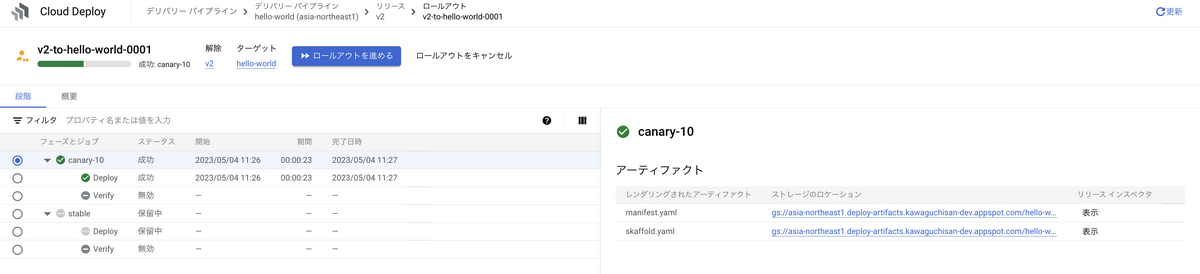 Cloud Deploy
デリバリー パイプライン
デリバリー パイプライン
hello-world (asia-northeast1)
リリース
v2
ロールアウト
v2-to-hello-world-0001
更新
v2-to-hello-world-0001
成功: canary-10
解除
v2
ターゲット
hello-world
ロールアウトを進める
ロールアウトをキャンセル
段階 概要
フィルタ プロパティ名または値を入力
フェーズとジョブ ステータス 開始 期間 完了日時
canary-10 成功 2023/05/04 11:26 00:00:23 2023/05/04 11:27
Deploy 成功 2023/05/04 11:26 00:00:23 2023/05/04 11:27
Verify 無効 – – –
stable 保留中 – – –
Deploy 保留中 – – –
Verify 無効 – – –
canary-10
アーティファクト
レンダリングされたアーティファクト ストレージのロケーション リリース インスペクタ
manifest.yaml gs://asia-northeast1.deploy-artifacts.kawaguchisan-dev.appspot.com/hello-w… 表示
skaffold.yaml gs://asia-northeast1.deploy-artifacts.kawaguchisan-dev.appspot.com/hello-w… 表示